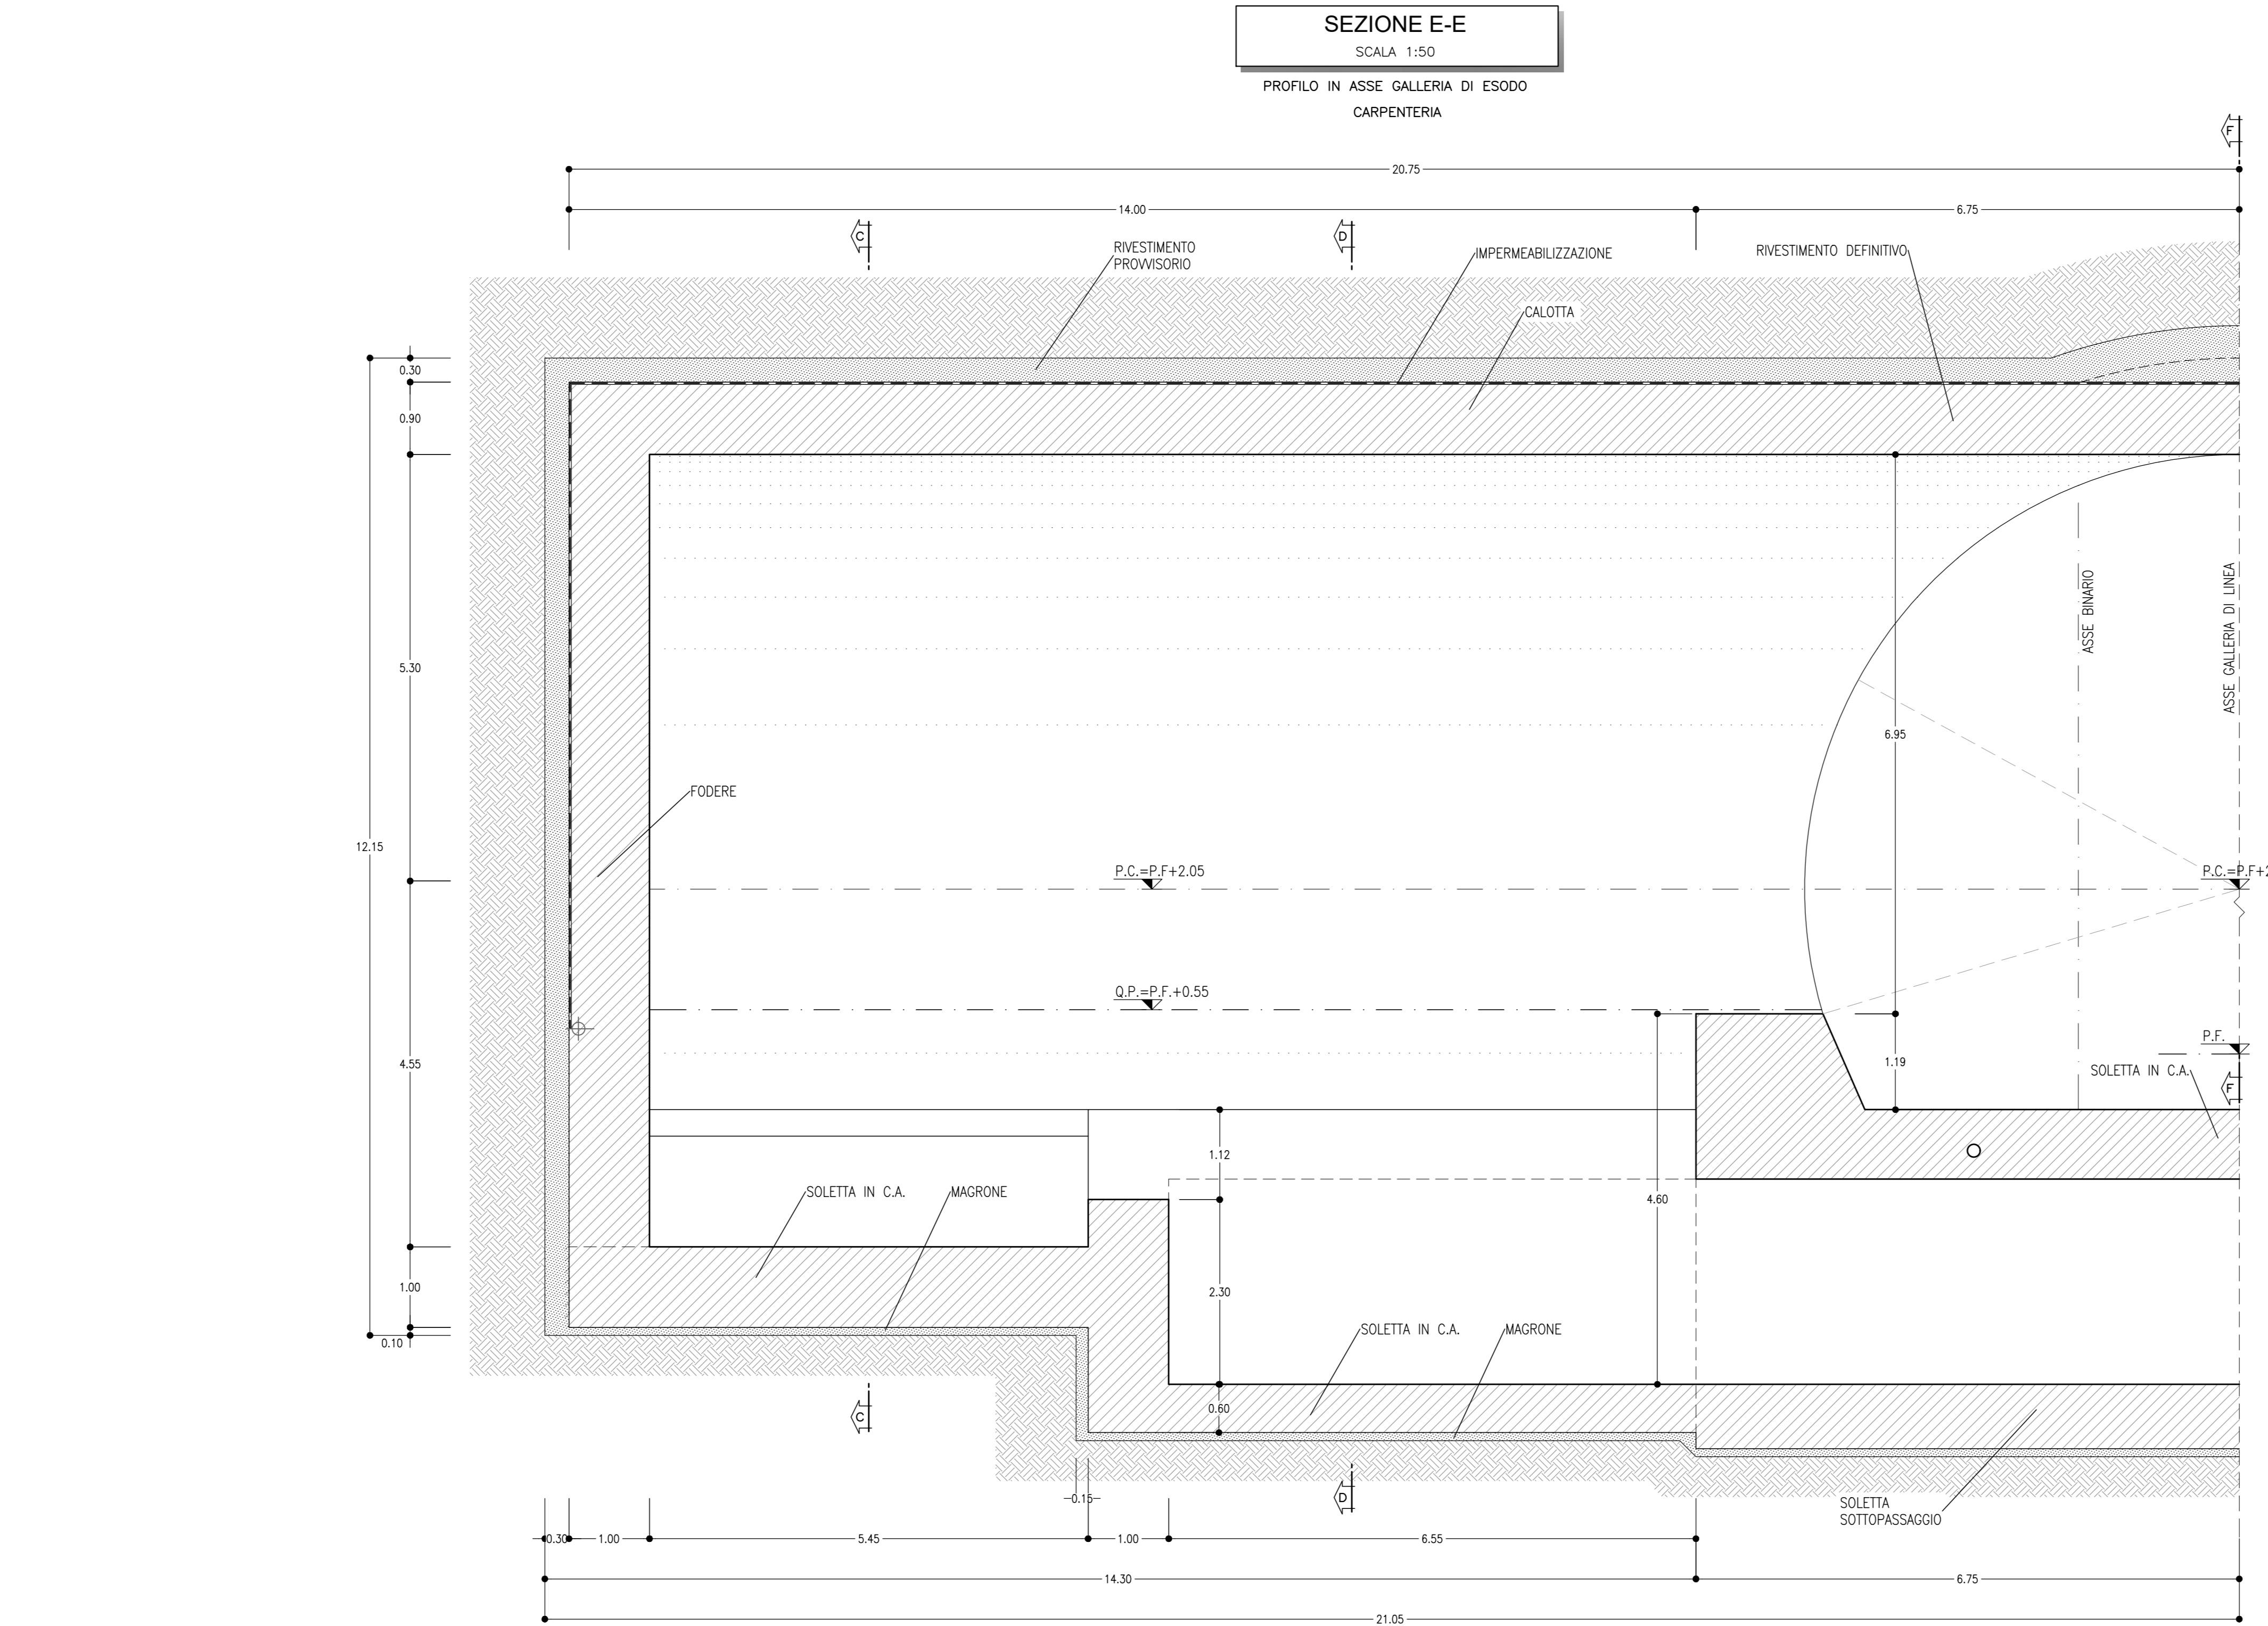 SEZIONE E-E
SCALA 1:50
PROFILO IN ASSE GALLERIA DI ESODO
CARPENTERIA
F
20.75
14.00
6.75
C
D
RIVESTIMENTO
PROVVISORIO
IMPERMEABILIZZAZIONE
RIVESTIMENTO DEFINITIVO
CALOTTA
0.30
0.90
5.30
12.15
4.55
1.00
0.10
FODERE
6.95
ASSE BINARIO
ASSE GALLERIA DI LINEA
P.C.=P.F+2.05
P.C.=P.F+2
Q.P.=P.F.+0.55
P.F.
1.19
SOLETTA IN C.A.
F
1.12
4.60
SOLETTA IN C.A.
MAGRONE
2.30
SOLETTA IN C.A.
MAGRONE
0.60
C
D
0.15
SOLETTA
SOTTOPASSAGGIO
0.30
1.00
5.45
1.00
6.55
14.30
6.75
21.05